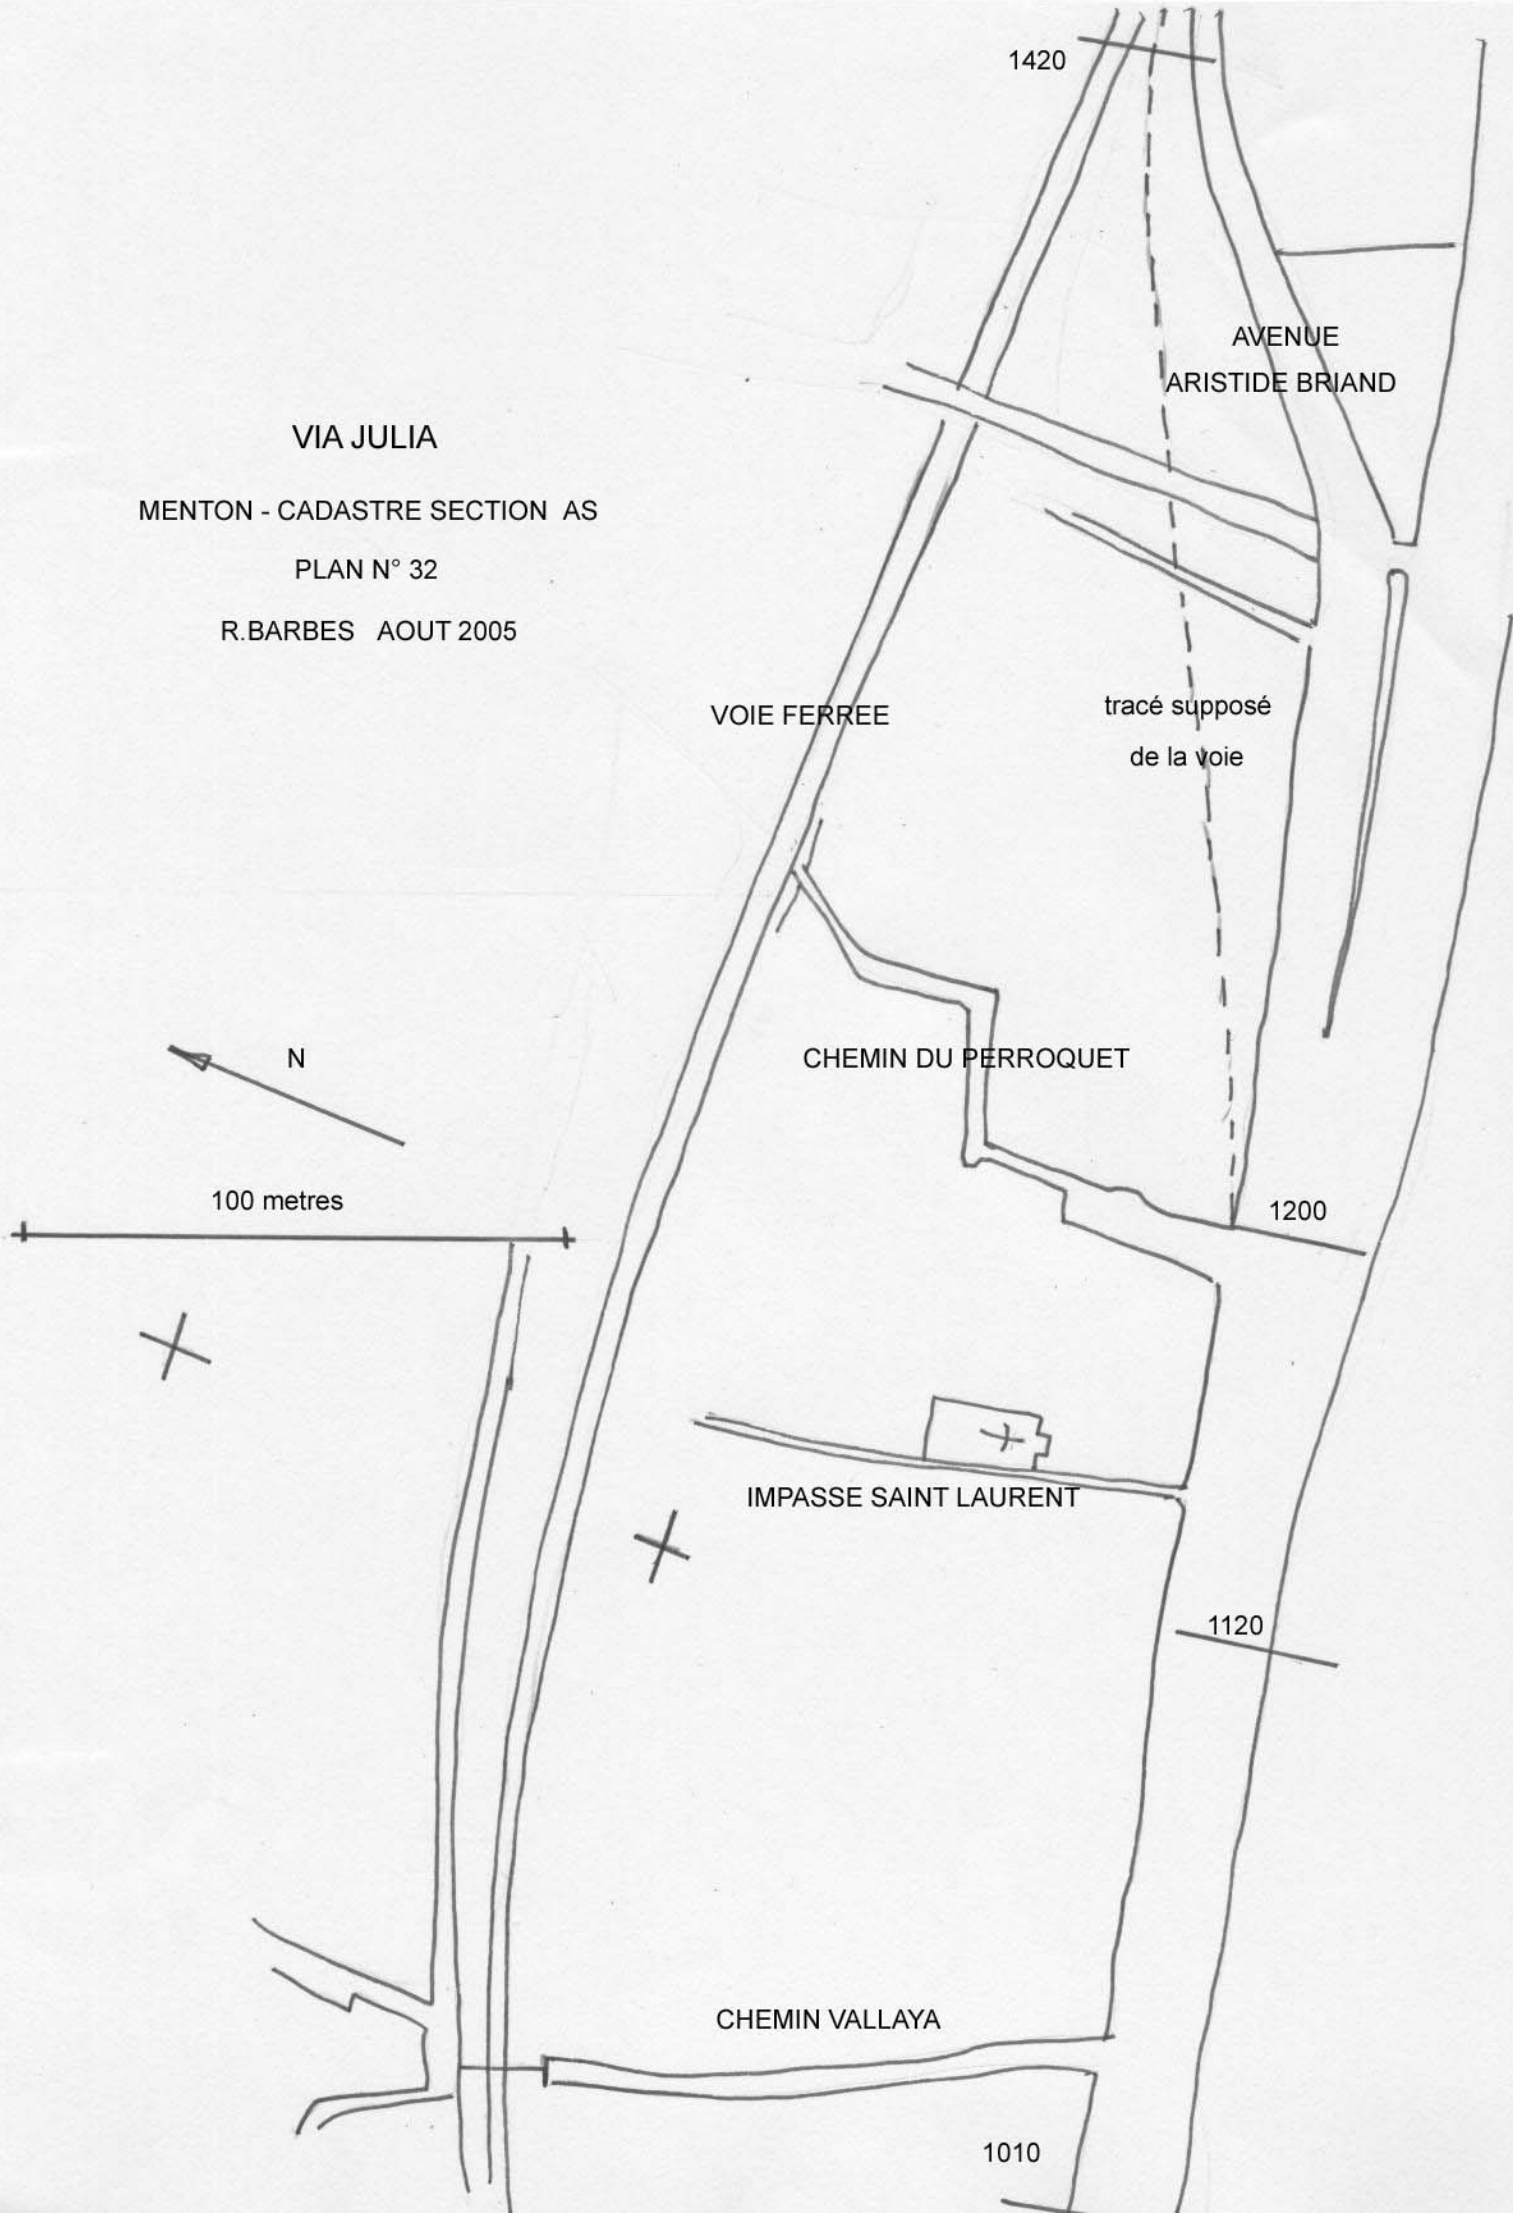 1420
AVENUE
ARISTIDE BRIAND
VIA JULIA
MENTON - CADASTRE SECTION AS
PLAN N° 32
R.BARBES AOUT 2005
VOIE FERREE
tracé supposé
de la voie
N
CHEMIN DU PERROQUET
100 metres
1200
IMPASSE SAINT LAURENT
1120
CHEMIN VALLAYA
1010